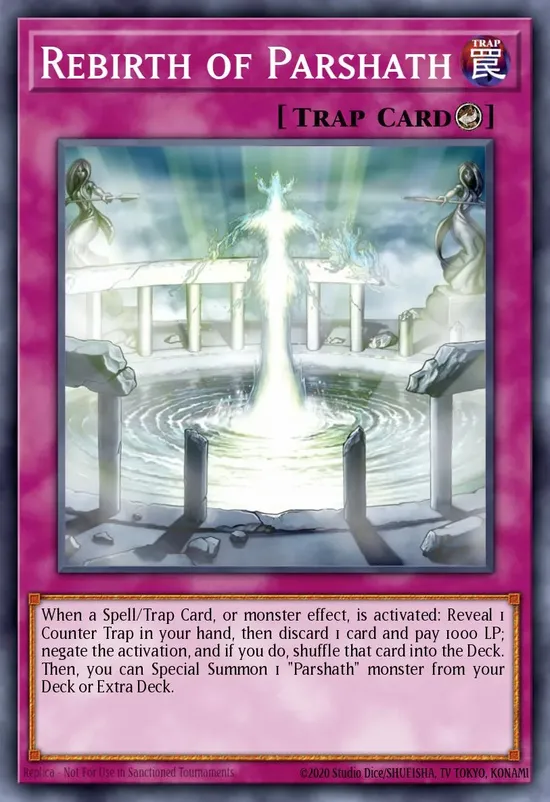 REBIRTH OF PARSHATH
TRAP
罠
[ TRAP CARD ]
When a Spell/Trap Card, or monster effect, is activated: Reveal 1
Counter Trap in your hand, then discard 1 card and pay 1000 LP;
negate the activation, and if you do, shuffle that card into the Deck.
Then, you can Special Summon 1 "Parshath" monster from your
Deck or Extra Deck.
Replica - Not For Use in Sanctioned Tournaments
©2020 Studio Dice/SHUEISHA, TV TOKYO, KONAMI